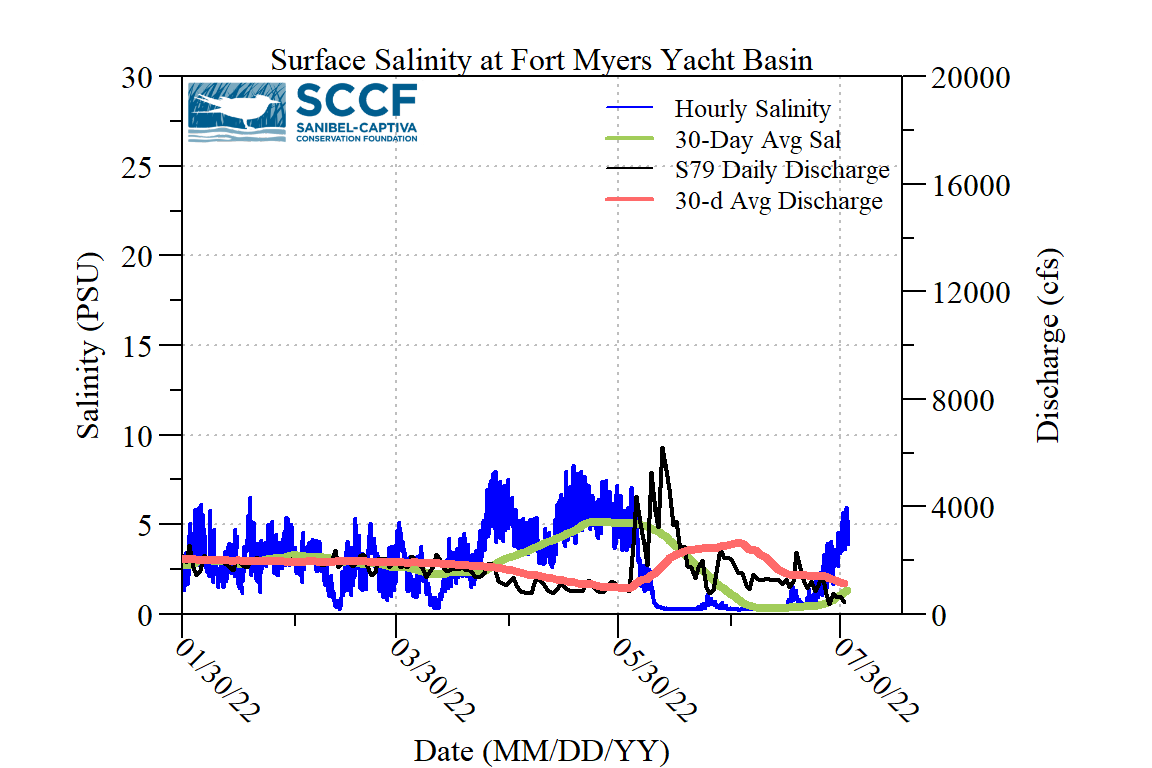 Surface Salinity at Fort Myers Yacht Basin
SCCF
SANIBEL-CAPTIVA
CONSERVATION FOUNDATION
Hourly Salinity
30-Day Avg Sal
S79 Daily Discharge
30-d Avg Discharge
30
25
20
15
10
5
0
Salinity (PSU)
20000
16000
12000
8000
4000
0
Discharge (cfs)
01/30/22
03/30/22
05/30/22
07/30/22
Date (MM/DD/YY)